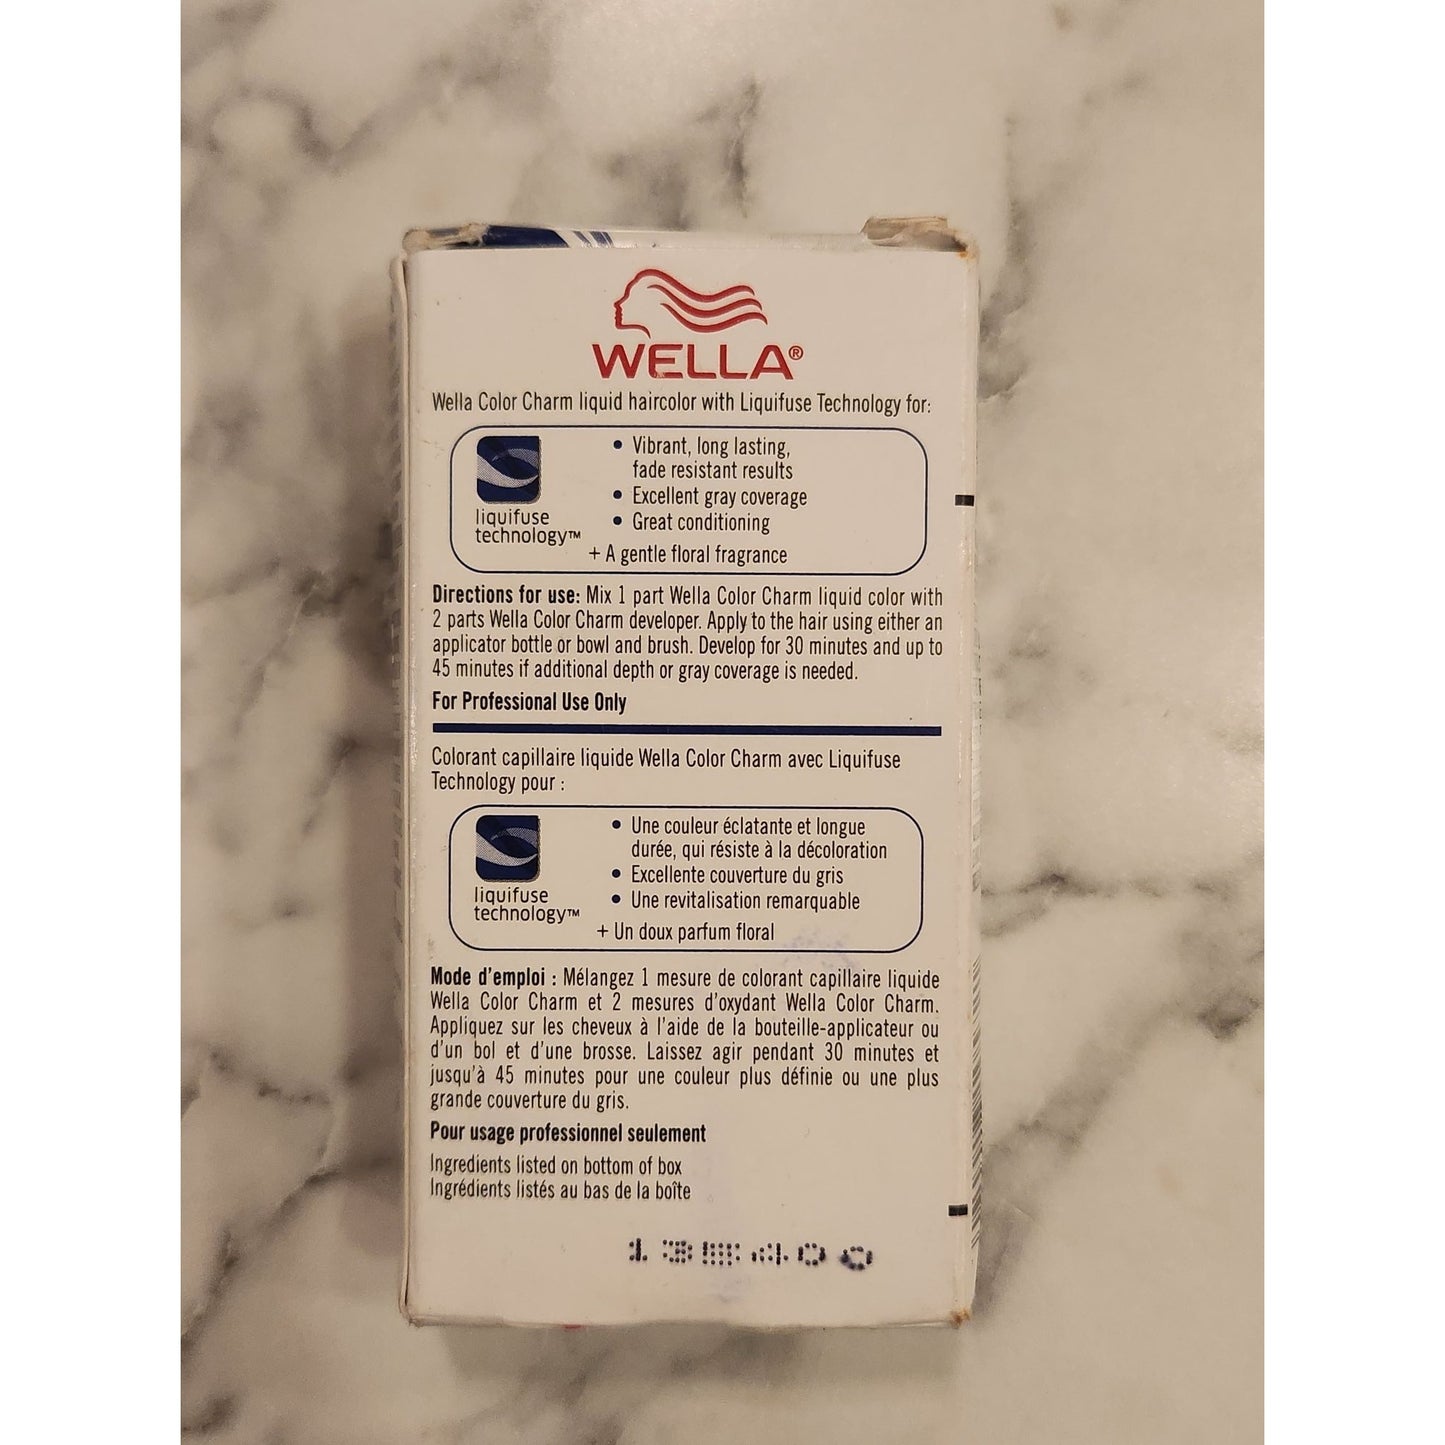 WELLA®
Wella Color Charm liquid haircolor with Liquifuse Technology for:
• Vibrant, long lasting,
fade resistant results
• Excellent gray coverage
• Great conditioning
+ A gentle floral fragrance
liquifuse
technology™
Directions for use: Mix 1 part Wella Color Charm liquid color with
2 parts Wella Color Charm developer. Apply to the hair using either an
applicator bottle or bowl and brush. Develop for 30 minutes and up to
45 minutes if additional depth or gray coverage is needed.
For Professional Use Only
Colorant capillaire liquide Wella Color Charm avec Liquifuse
Technology pour :
• Une couleur éclatante et longue
durée, qui résiste à la décoloration
• Excellente couverture du gris
• Une revitalisation remarquable
+ Un doux parfum floral
liquifuse
technology™
Mode d'emploi : Mélangez 1 mesure de colorant capillaire liquide
Wella Color Charm et 2 mesures d'oxydant Wella Color Charm.
Appliquez sur les cheveux à l'aide de la bouteille-applicateur ou
d'un bol et d'une brosse. Laissez agir pendant 30 minutes et
jusqu'à 45 minutes pour une couleur plus définie ou une plus
grande couverture du gris.
Pour usage professionnel seulement
Ingredients listed on bottom of box
Ingrédients listés au bas de la boîte